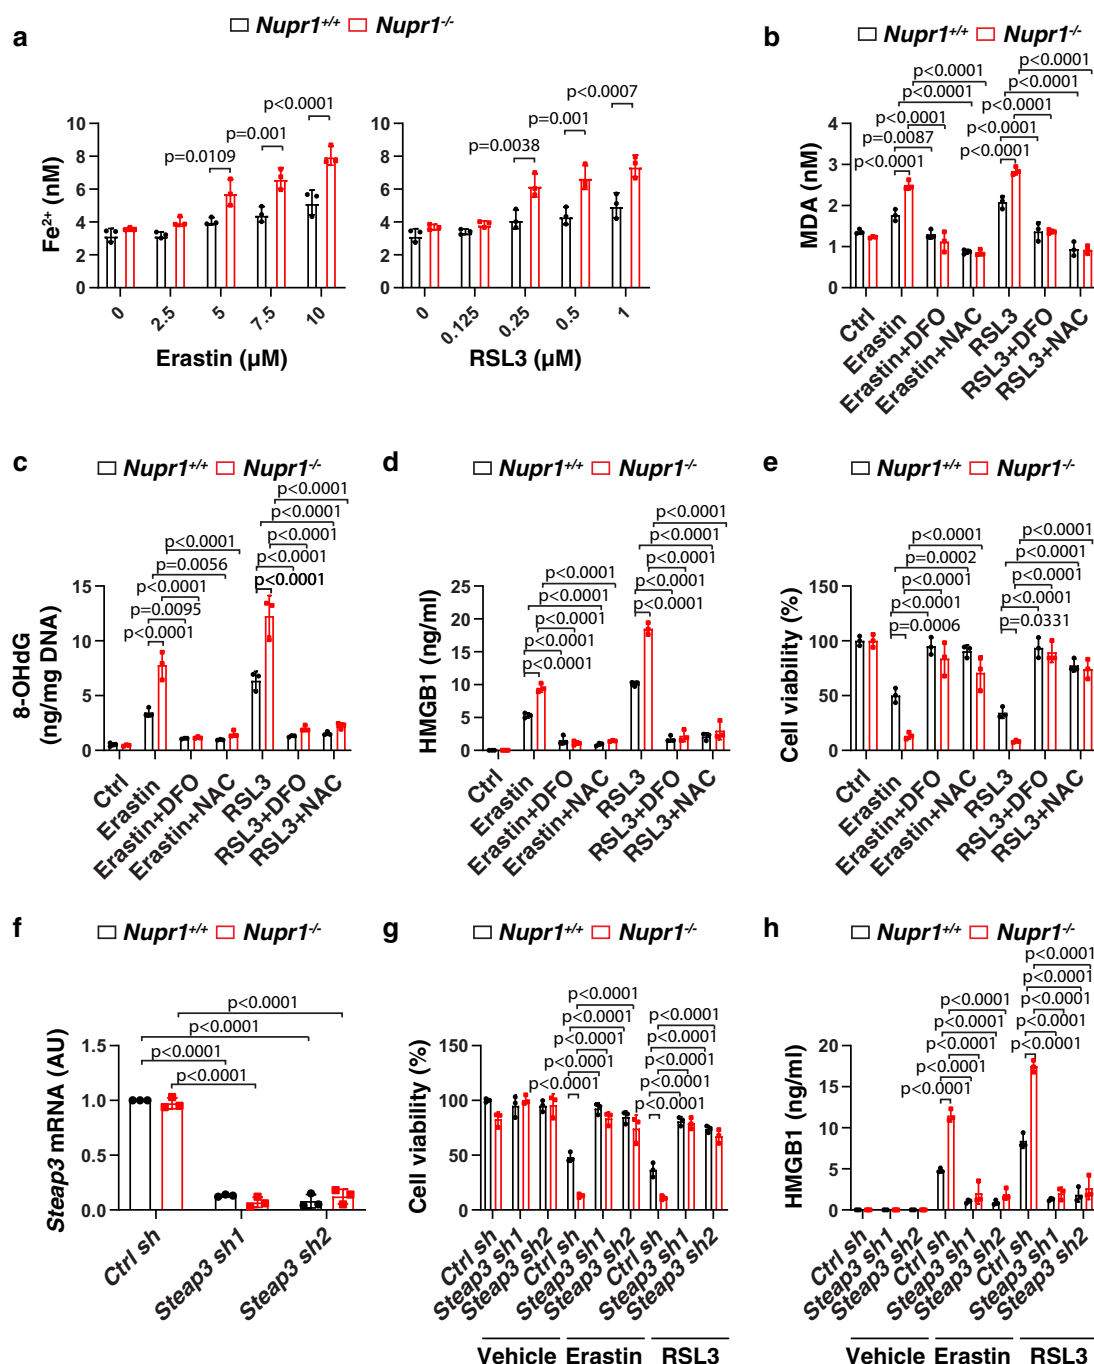 a
Nupr1+/+ Nupr1-/-
p<0.0001
p=0.001
p=0.0109
Fe2+ (nM)
10
8
6
4
2
0
0 2.5 5 7.5 10
Erastin (μM)
p<0.0007
p=0.001
p=0.0038
10
8
6
4
2
0
0 0.125 0.25 0.5 1
RSL3 (μM)
b
Nupr1+/+ Nupr1-/-
p<0.0001
p<0.0001
p<0.0001
p=0.0087
p<0.0001
p<0.0001
p<0.0001
p<0.0001
p<0.0001
p<0.0001
MDA (nM)
4
3
2
1
0
Ctrl
Erastin
Erastin+DFO
Erastin+NAC
RSL3
RSL3+DFO
RSL3+NAC
c
Nupr1+/+ Nupr1-/-
p<0.0001
p=0.0056
p<0.0001
p=0.0095
p<0.0001
p<0.0001
p<0.0001
p<0.0001
p<0.0001
p<0.0001
8-OHdG
(ng/mg DNA)
15
10
5
0
Ctrl
Erastin
Erastin+DFO
Erastin+NAC
RSL3
RSL3+DFO
RSL3+NAC
d
Nupr1+/+ Nupr1-/-
p<0.0001
p<0.0001
p<0.0001
p<0.0001
p<0.0001
p<0.0001
p<0.0001
p<0.0001
p<0.0001
p<0.0001
HMGB1 (ng/ml)
25
20
15
10
5
0
Ctrl
Erastin
Erastin+DFO
Erastin+NAC
RSL3
RSL3+DFO
RSL3+NAC
e
Nupr1+/+ Nupr1-/-
p<0.0001
p=0.0002
p<0.0001
p<0.0001
p=0.0006
p<0.0001
p<0.0001
p<0.0001
p<0.0001
p=0.0331
Cell viability (%)
150
100
50
0
Ctrl
Erastin
Erastin+DFO
Erastin+NAC
RSL3
RSL3+DFO
RSL3+NAC
f
Nupr1+/+ Nupr1-/-
p<0.0001
p<0.0001
p<0.0001
p<0.0001
Steap3 mRNA (AU)
1.5
1.0
0.5
0.0
Ctrl sh
Steap3 sh1
Steap3 sh2
g
Nupr1+/+ Nupr1-/-
p<0.0001
p<0.0001
p<0.0001
p<0.0001
p<0.0001
p<0.0001
p<0.0001
p<0.0001
p<0.0001
p<0.0001
Cell viability (%)
150
100
50
0
Ctrl sh
Steap3 sh1
Steap3 sh2
Ctrl sh
Steap3 sh1
Steap3 sh2
Ctrl sh
Steap3 sh1
Steap3 sh2
Vehicle Erastin RSL3
h
Nupr1+/+ Nupr1-/-
p<0.0001
p<0.0001
p<0.0001
p<0.0001
p<0.0001
p<0.0001
p<0.0001
p<0.0001
p<0.0001
p<0.0001
HMGB1 (ng/ml)
20
15
10
5
0
Ctrl sh
Steap3 sh1
Steap3 sh2
Ctrl sh
Steap3 sh1
Steap3 sh2
Ctrl sh
Steap3 sh1
Steap3 sh2
Vehicle Erastin RSL3